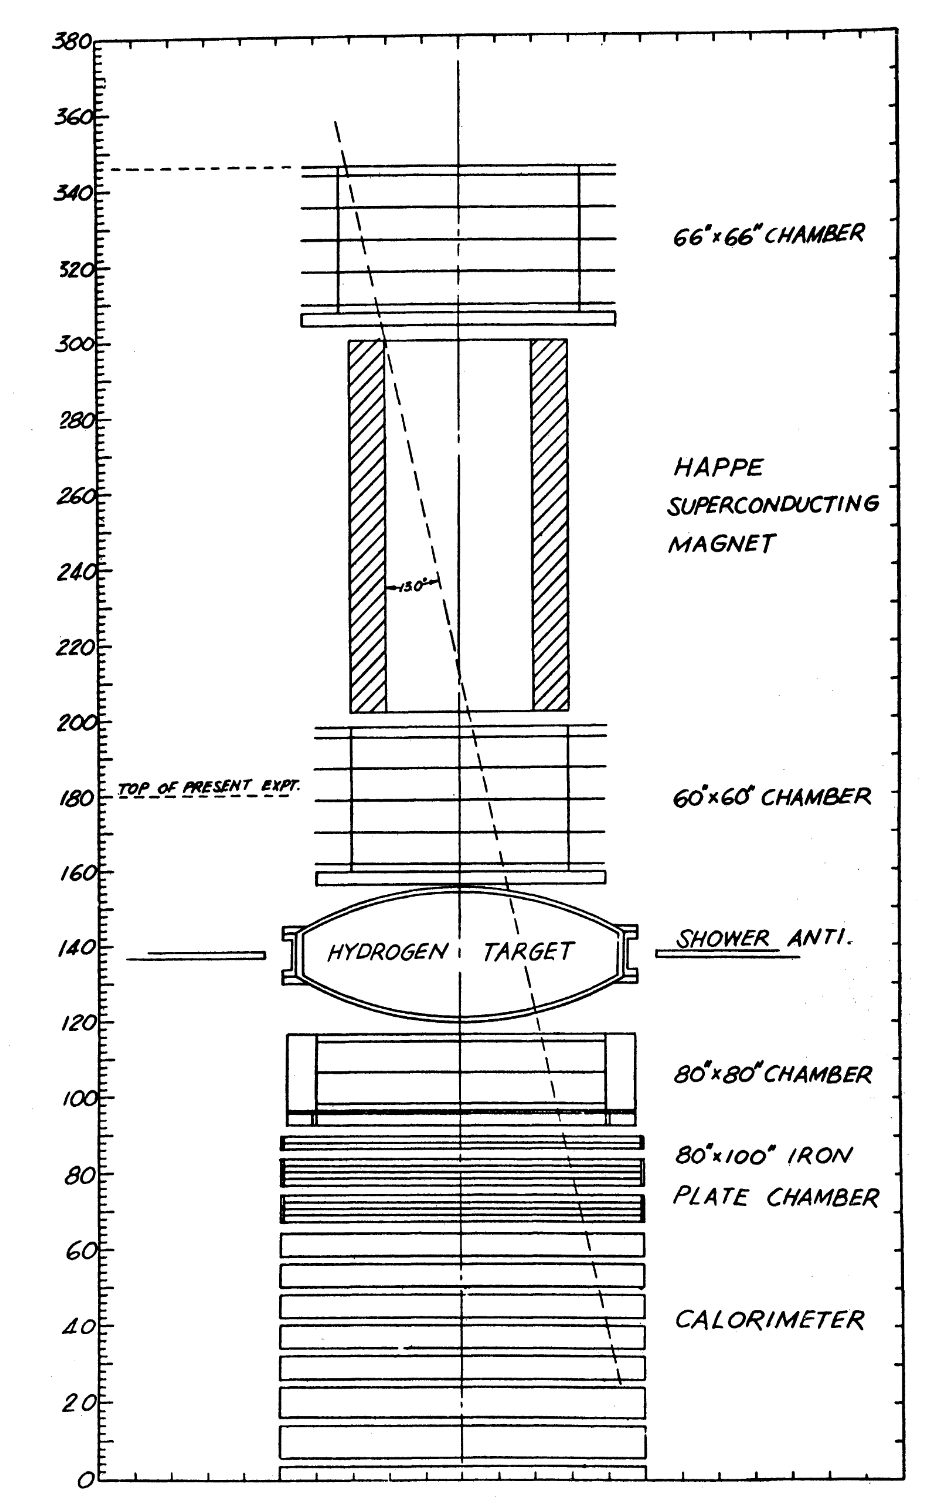 380
360
340
66"×66" CHAMBER
320
300
280
HAPPE
260
SUPERCONDUCTING
MAGNET
240
13.0°
220
200
TOP OF PRESENT EXPT.
180
60"×60" CHAMBER
160
140
HYDROGEN TARGET
SHOWER ANTI.
120
100
80"×80" CHAMBER
80"×100" IRON
80
PLATE CHAMBER
60
40
CALORIMETER
20
0